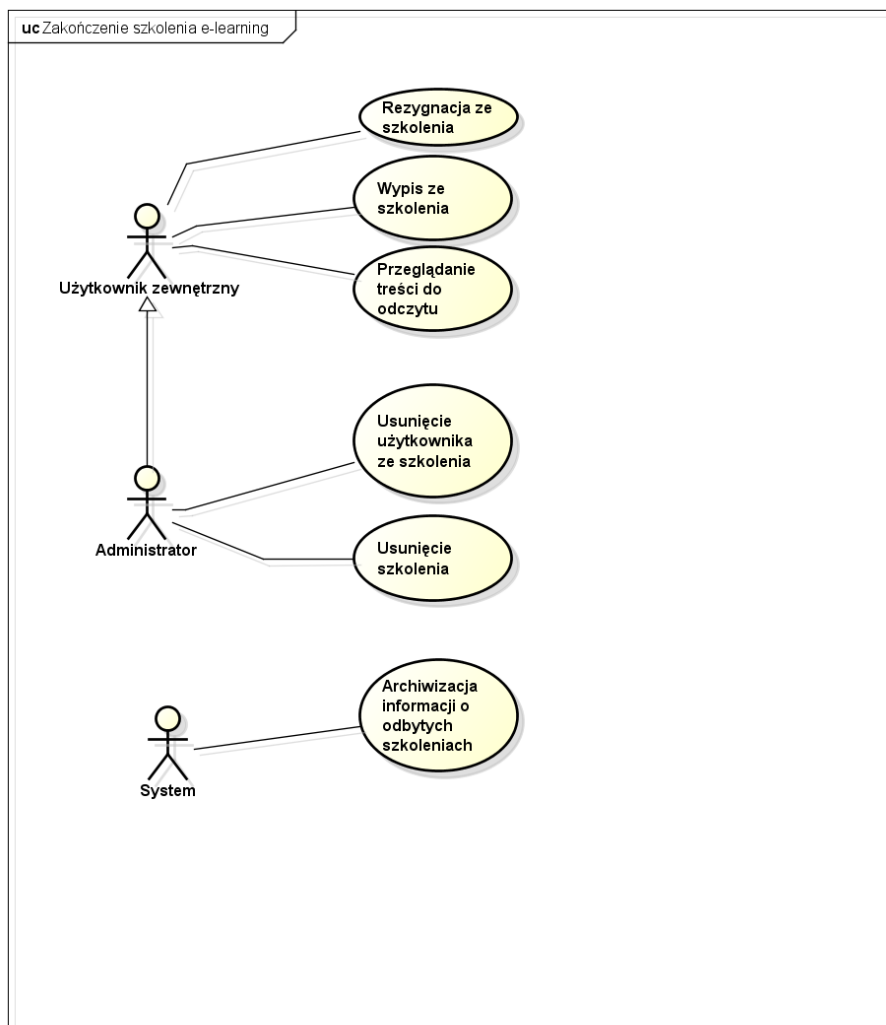 uc Zakończenie szkolenia e-learning
Rezygnacja ze
szkolenia
Wypis ze
szkolenia
Przeglądanie
treści do
odczytu
Użytkownik zewnętrzny
Usunięcie
użytkownika
ze szkolenia
Administrator
Usunięcie
szkolenia
Archiwizacja
informacji o
odbytych
szkoleniach
System